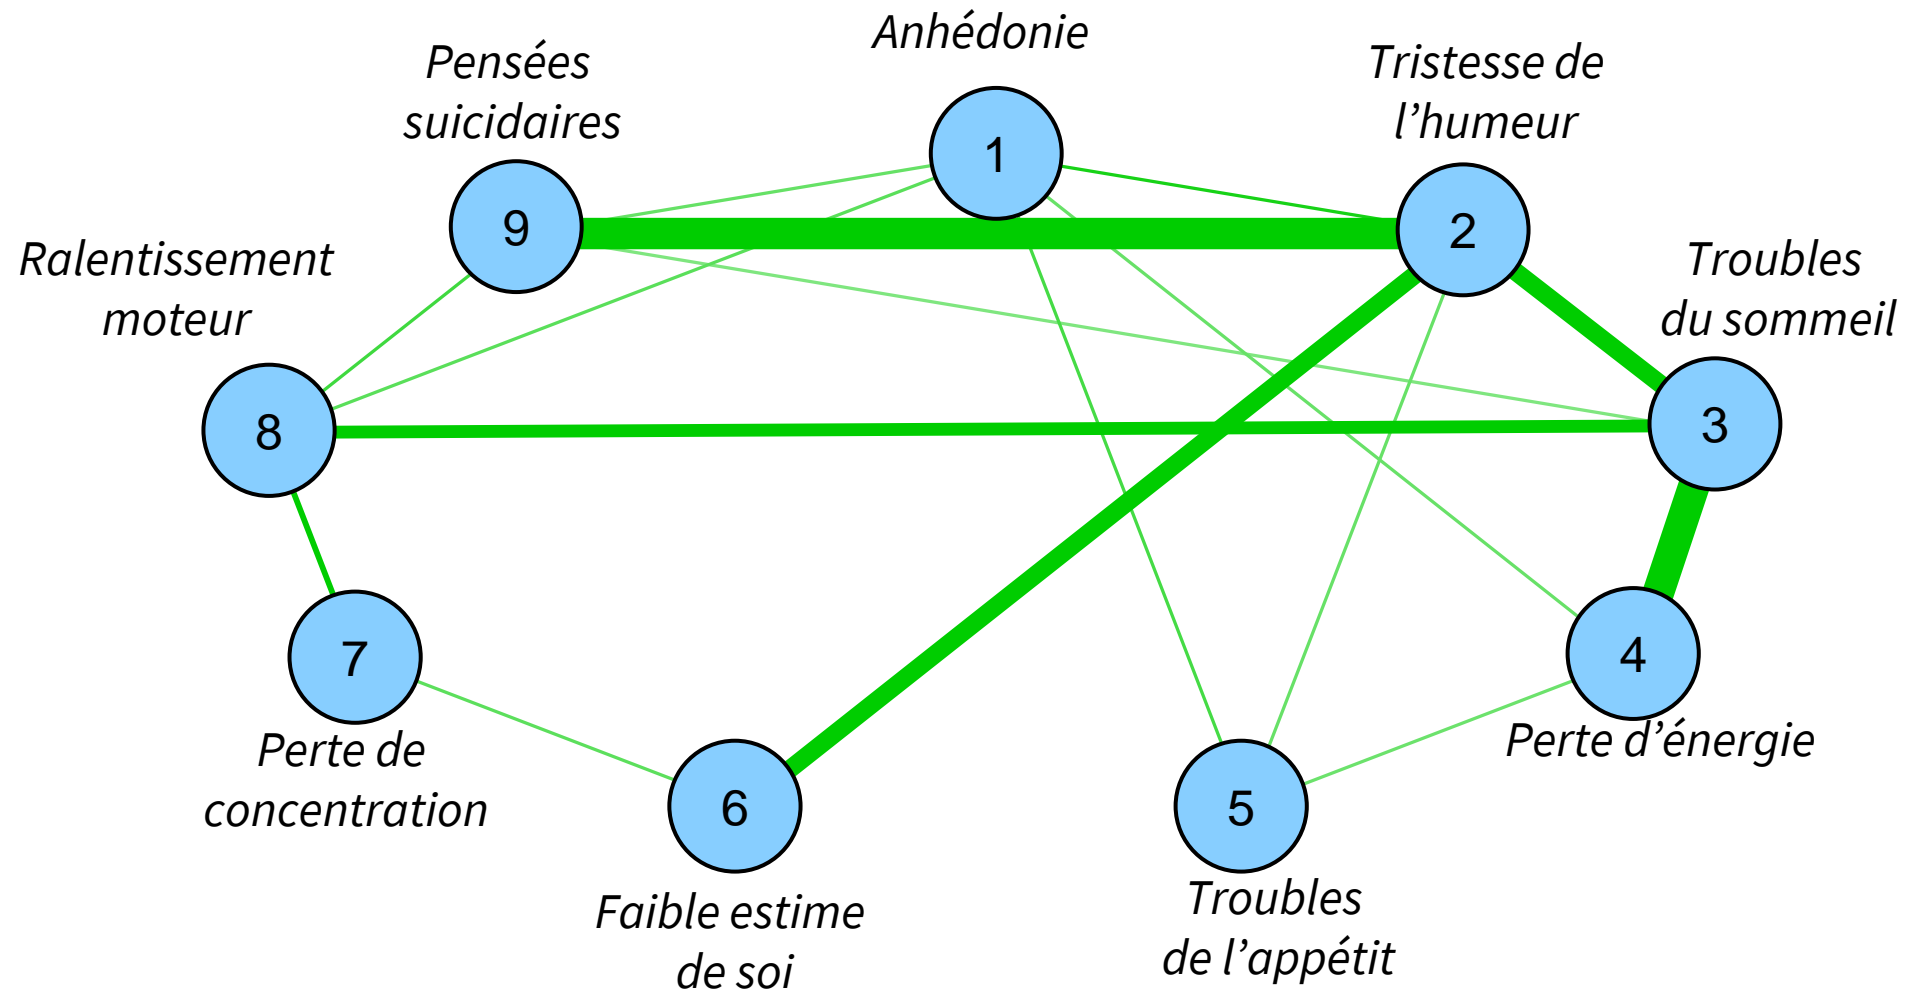 Anhédonie
1
Tristesse de
l’humeur
2
Troubles
du sommeil
3
4
Perte d’énergie
5
Troubles
de l’appétit
6
Faible estime
de soi
7
Perte de
concentration
Ralentissement
moteur
8
Pensées
suicidaires
9